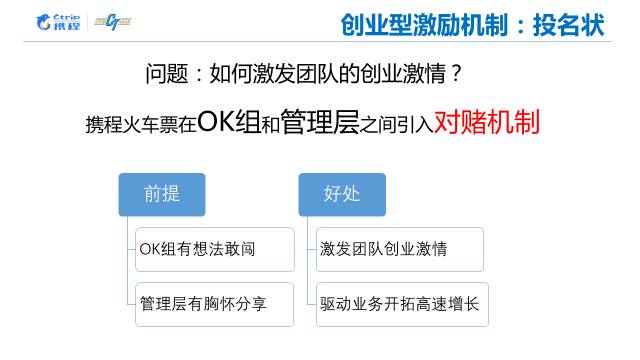 Ctrip
携程
创业型激励机制：投名状
问题：如何激发团队的创业激情？
携程火车票在OK组和管理层之间引入对赌机制
前提
好处
OK组有想法敢闯
激发团队创业激情
管理层有胸怀分享
驱动业务开拓高速增长